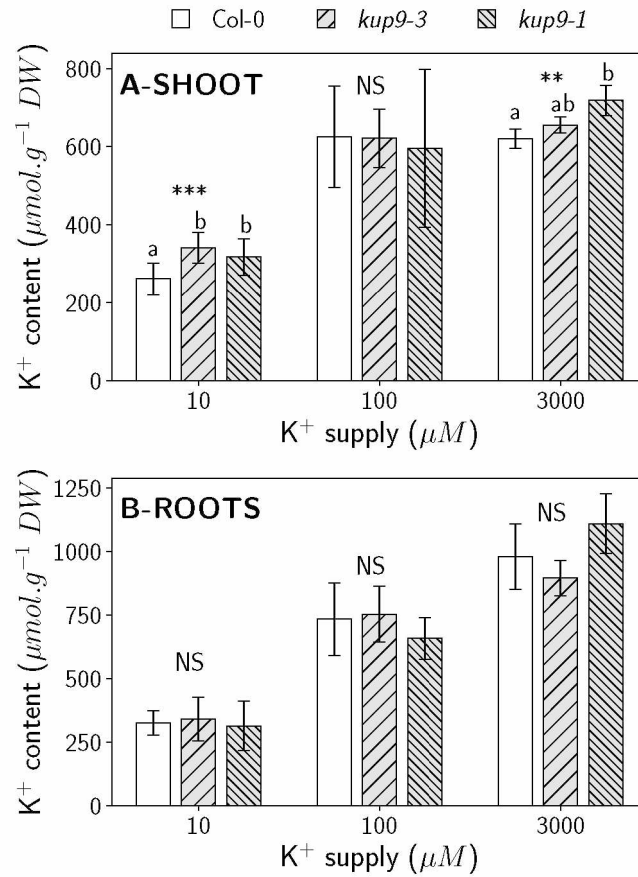 Col-0 kup9-3 kup9-1
A-SHOOT
K⁺ content (μmol.g⁻¹ DW)
800
600
400
200
0
a
***
b
b
NS
a
**
ab
b
10 100 3000
K⁺ supply (μM)
B-ROOTS
K⁺ content (μmol.g⁻¹ DW)
1250
1000
750
500
250
0
NS
NS
NS
10 100 3000
K⁺ supply (μM)